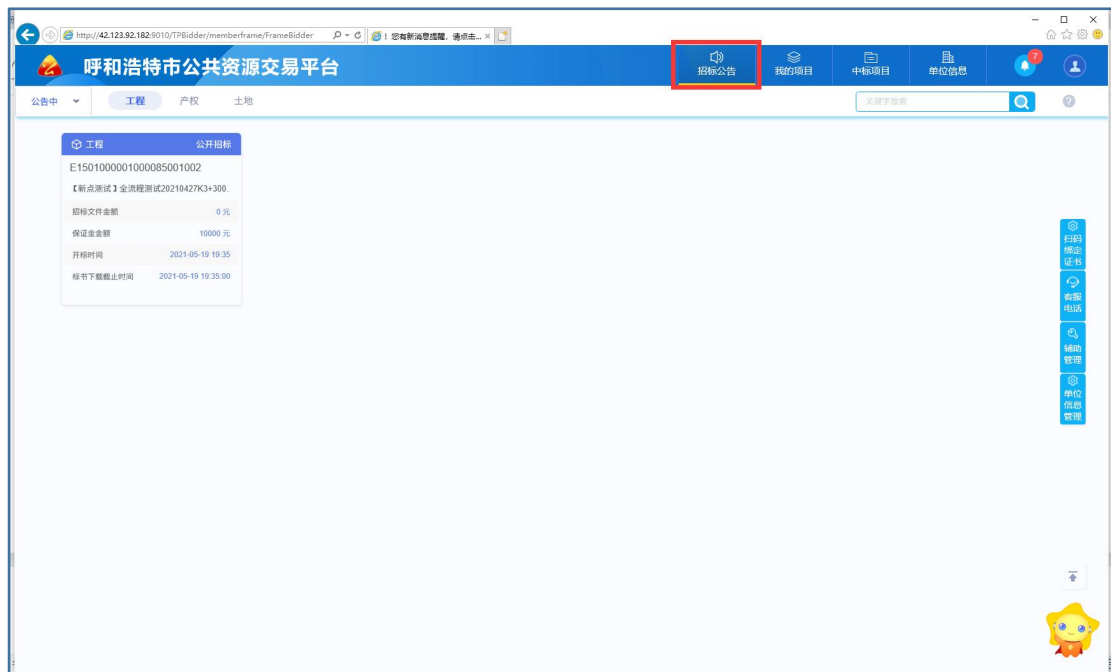 http://42.123.92.182:9010/TPBidder/memberframe/FrameBidder
! 您有新消息提醒,请点击...
呼和浩特市公共资源交易平台
招标公告
我的项目
中标项目
单位信息
7
公告中
工程
产权
土地
关键字搜索
工程
公开招标
E1501000001000085001002
【新点测试】全流程测试20210427K3+300.
招标文件金额
0 元
保证金金额
10000 元
开标时间
2021-05-19 19:35
标书下载截止时间
2021-05-19 19:35:00
扫码
绑定
证书
客服
电话
辅助
管理
单位
信息
管理